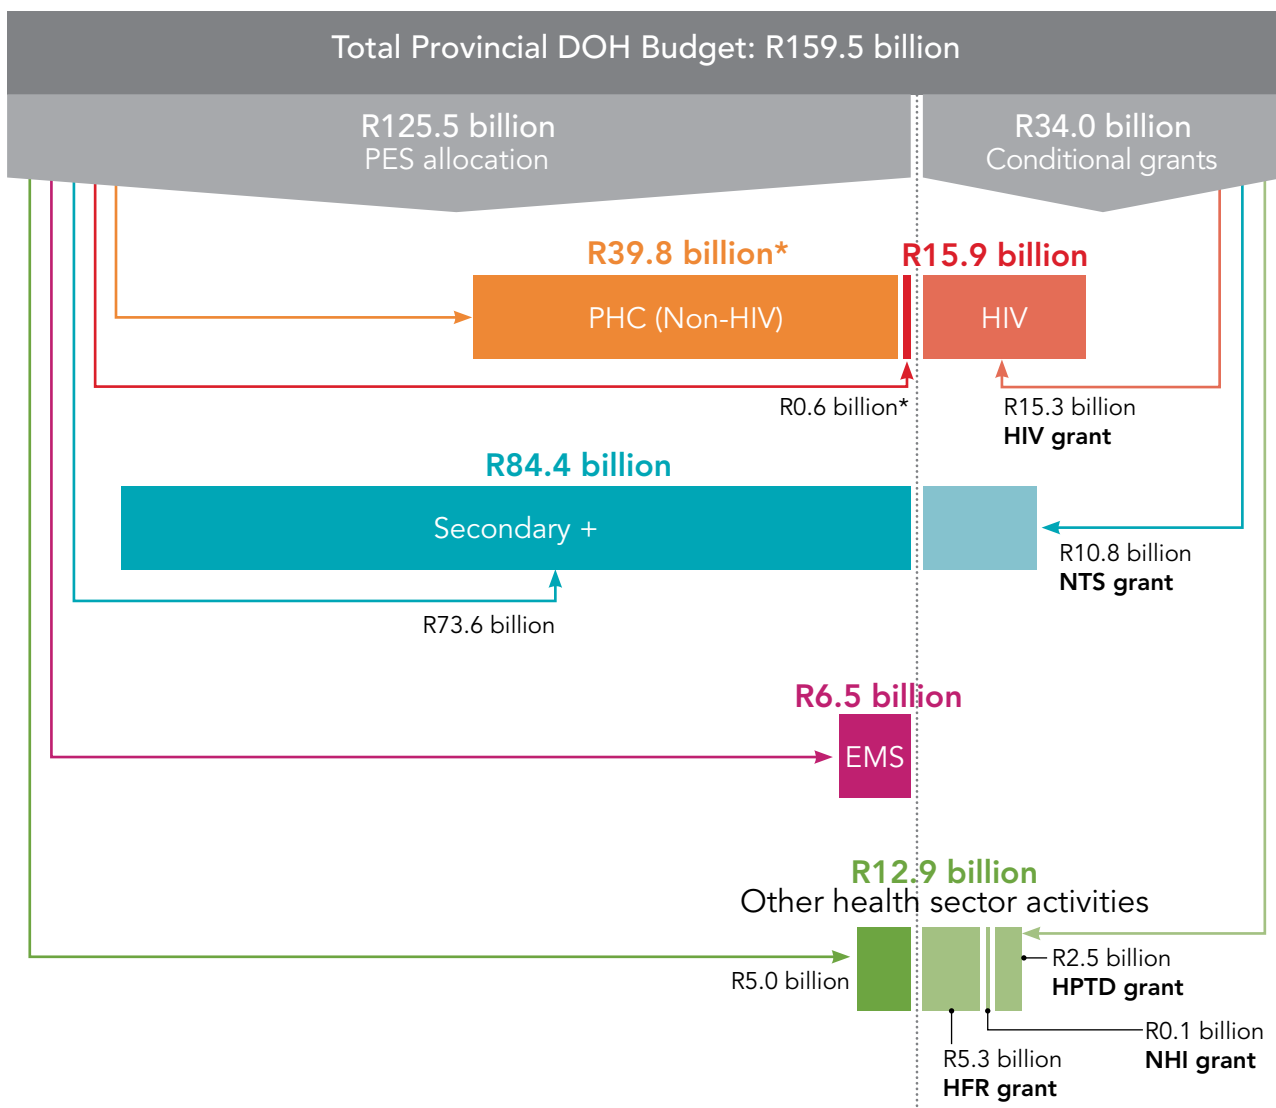 Total Provincial DOH Budget: R159.5 billion
R125.5 billion
PES allocation
R34.0 billion
Conditional grants
R39.8 billion*
R15.9 billion
PHC (Non-HIV)
HIV
R0.6 billion*
R15.3 billion
HIV grant
R84.4 billion
Secondary +
R10.8 billion
NTS grant
R73.6 billion
R6.5 billion
EMS
R12.9 billion
Other health sector activities
R5.0 billion
R2.5 billion
HPTD grant
R0.1 billion
NHI grant
R5.3 billion
HFR grant